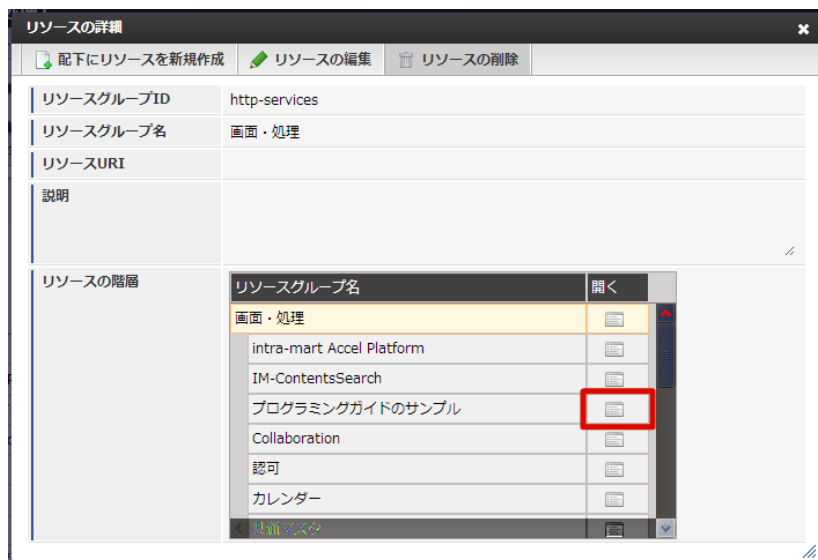 リソースの詳細
配下にリソースを新規作成 リソースの編集 リソースの削除
リソースグループID http-services
リソースグループ名 画面・処理
リソースURI
説明
リソースの階層
リソースグループ名 開く
画面・処理
intra-mart Accel Platform
IM-ContentsSearch
プログラミングガイドのサンプル
Collaboration
認可
カレンダー
共通マスタ